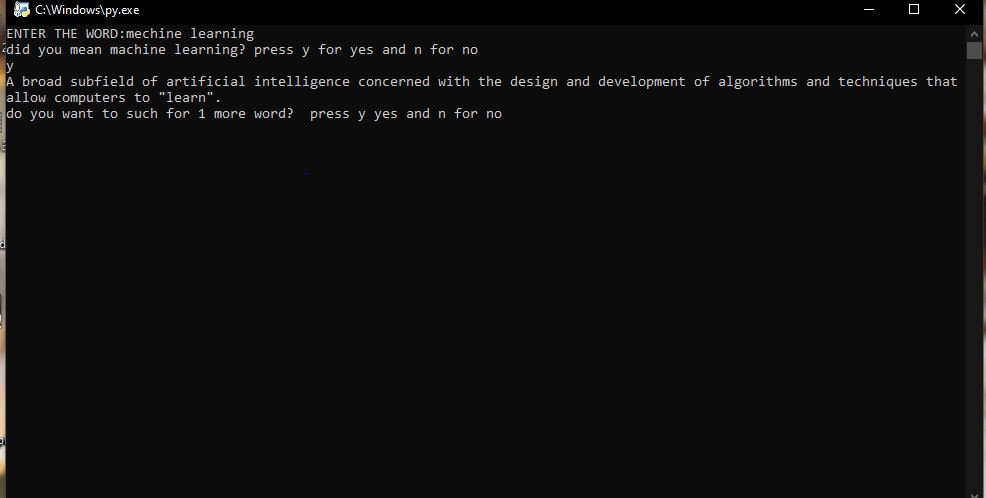 C:\Windows\py.exe
ENTER THE WORD:mechine learning
did you mean machine learning? press y for yes and n for no
y
A broad subfield of artificial intelligence concerned with the design and development of algorithms and techniques that
allow computers to "learn".
do you want to such for 1 more word?  press y yes and n for no